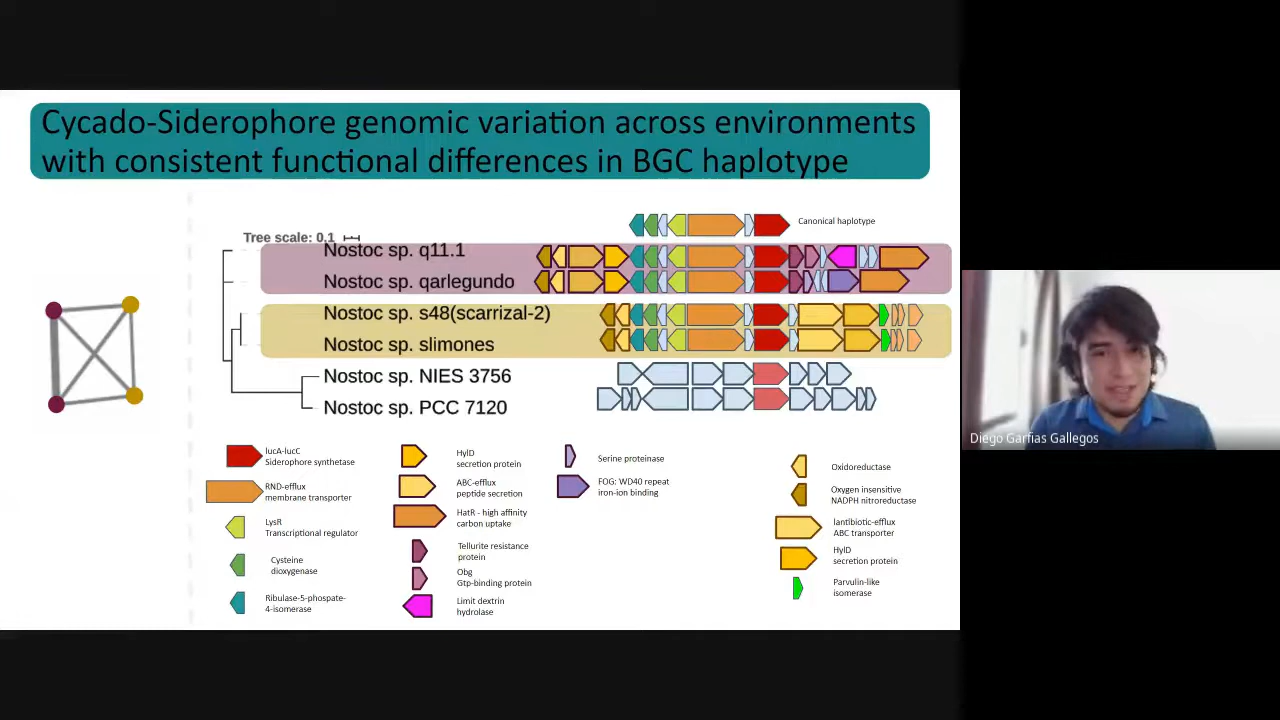 Cycado-Siderophore genomic variation across environments
with consistent functional differences in BGC haplotype
Canonical haplotype
Tree scale: 0.1
Nostoc sp. q11.1
Nostoc sp. qarlegundo
Nostoc sp. s48(scarrizal-2)
Nostoc sp. slimones
Nostoc sp. NIES 3756
Nostoc sp. PCC 7120
IucA-IucC
Siderophore synthetase
RND-efflux
membrane transporter
LysR
Transcriptional regulator
Cysteine
dioxygenase
Ribulase-5-phospate-
4-isomerase
HylD
secretion protein
ABC-efflux
peptide secretion
HatR - high affinity
carbon uptake
Tellurite resistance
protein
Obg
Gtp-binding protein
Limit dextrin
hydrolase
Serine proteinase
FOG: WD40 repeat
iron-ion binding
Oxidoreductase
Oxygen insensitive
NADPH nitroreductase
lantibiotic-efflux
ABC transporter
HylD
secretion protein
Parvulin-like
isomerase
Diego Garfias Gallegos